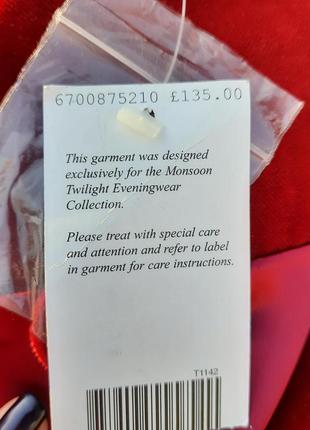 6700875210 £135.00
This garment was designed
exclusively for the Monsoon
Twilight Eveningwear
Collection.
Please treat with special care
and attention and refer to label
in garment for care instructions.
T1142